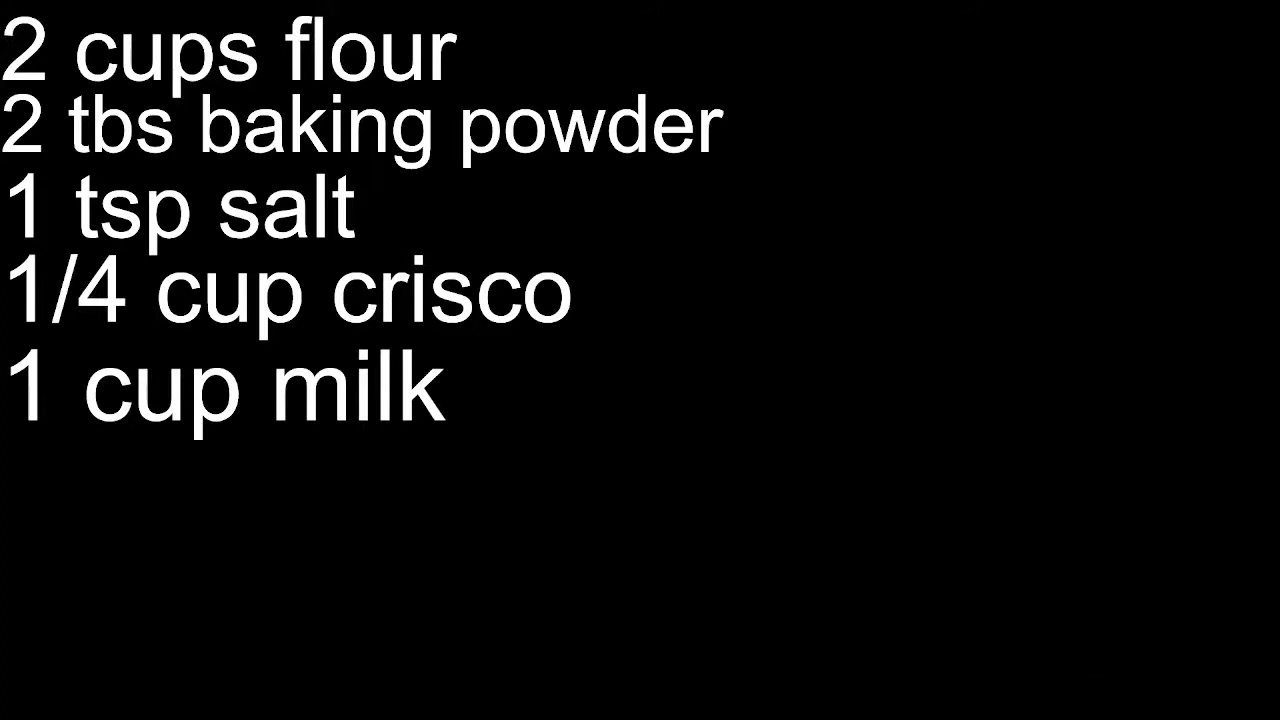 2 cups flour
2 tbs baking powder
1 tsp salt
1/4 cup crisco
1 cup milk